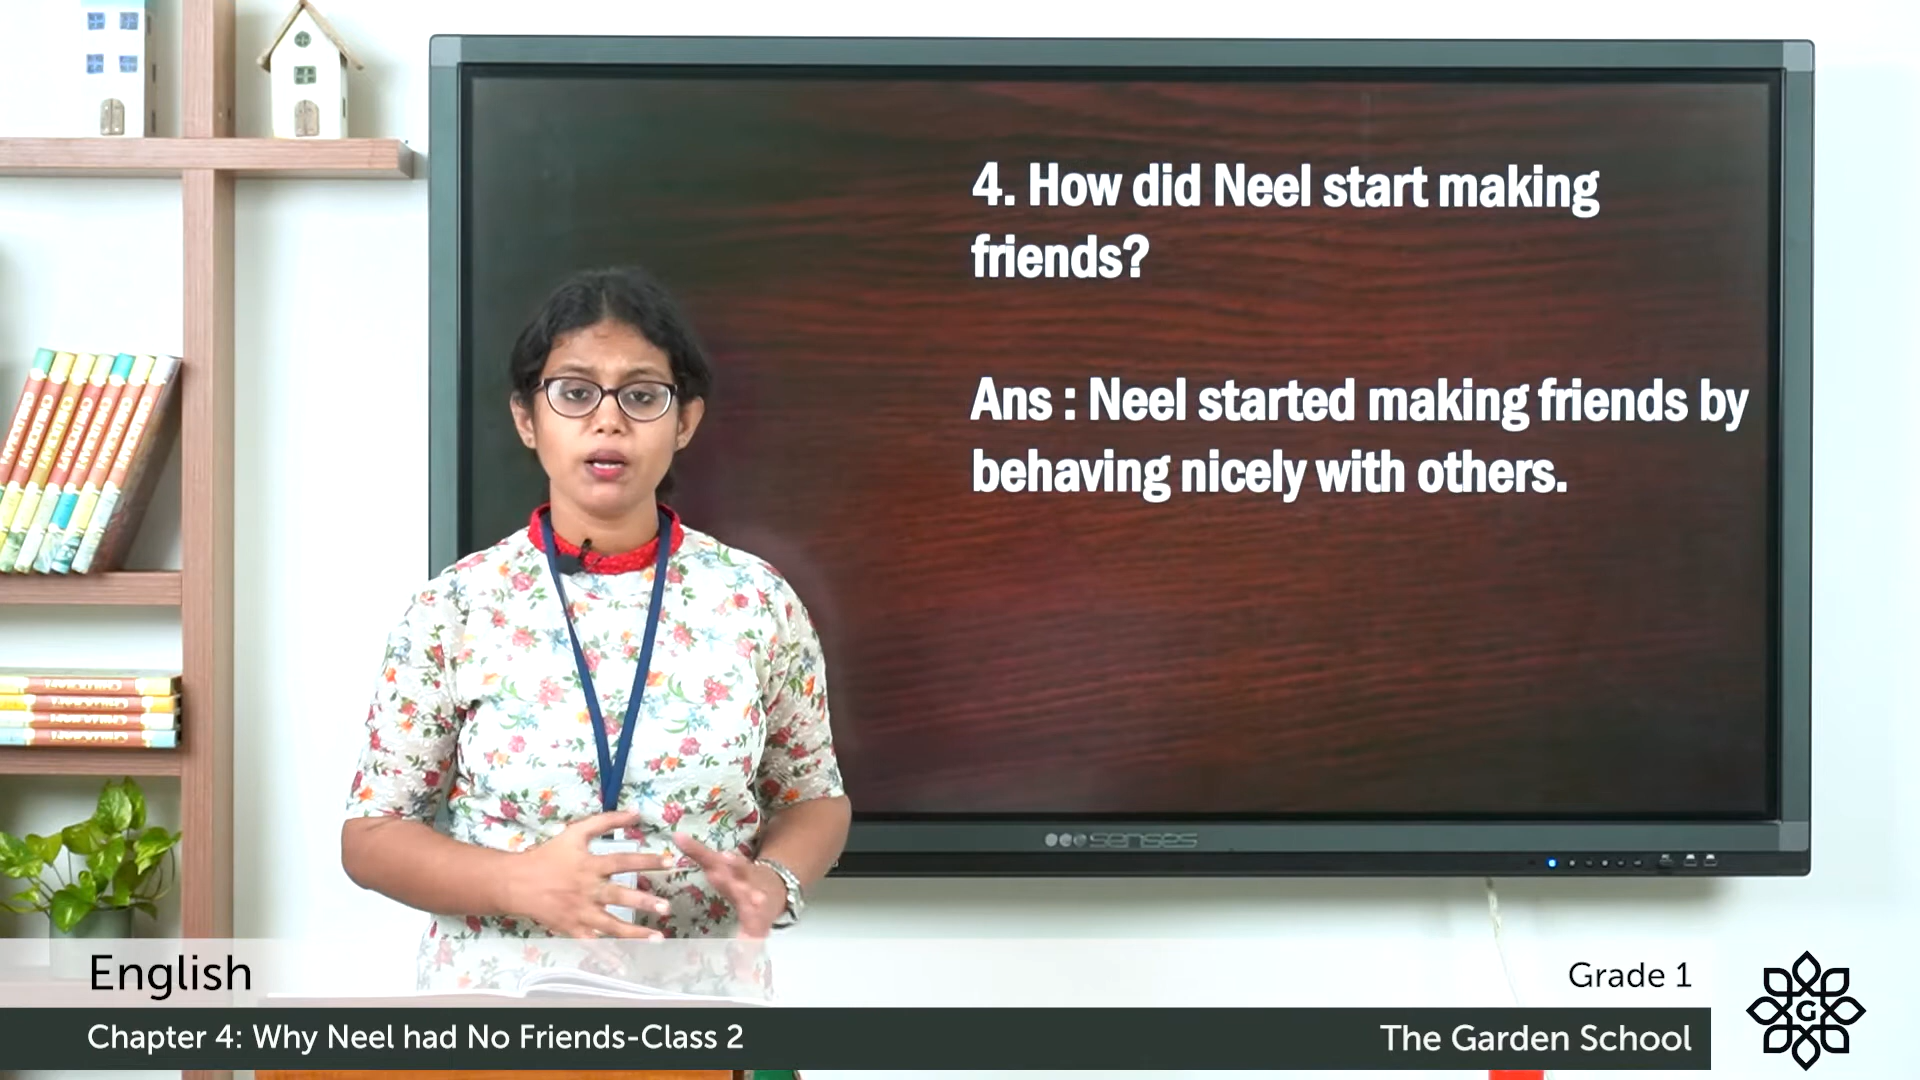 4. How did Neel start making
friends?
Ans : Neel started making friends by
behaving nicely with others.
senses
English
Grade 1
Chapter 4: Why Neel had No Friends-Class 2
The Garden School
G